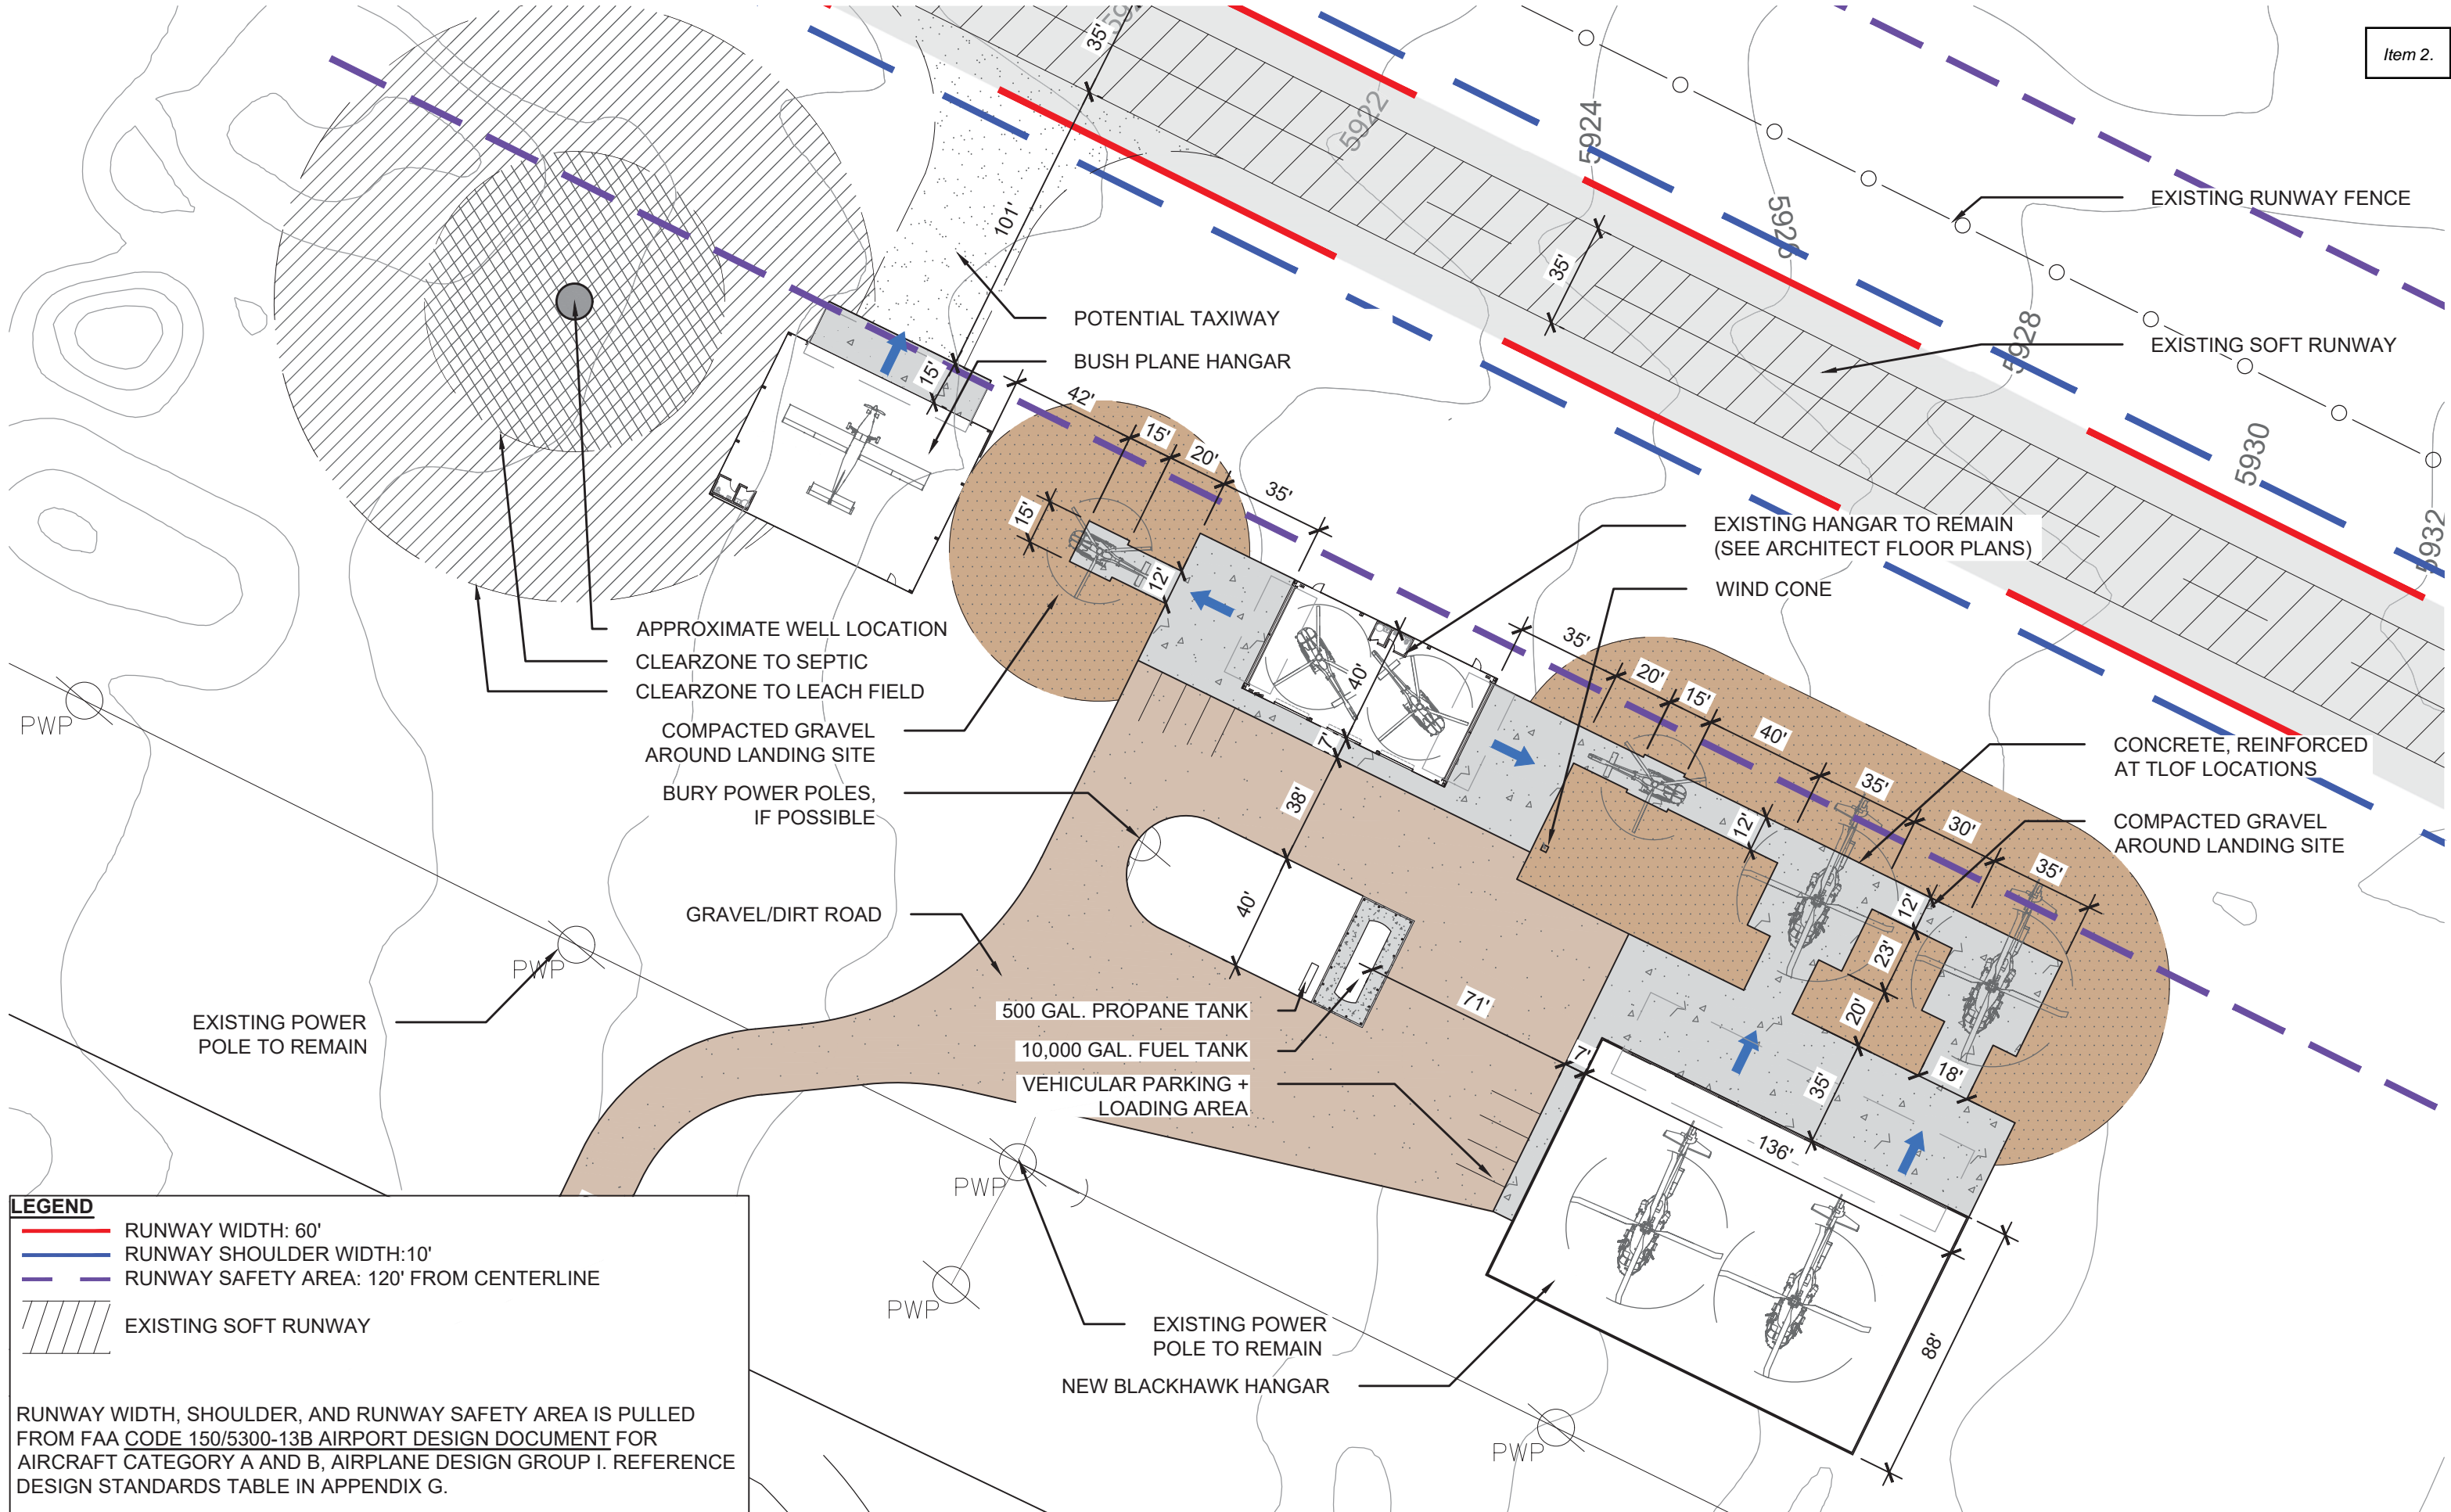 Item 2.
35'
5922
5922
5924
5926
5928
5930
5932
EXISTING RUNWAY FENCE
EXISTING SOFT RUNWAY
35'
101'
POTENTIAL TAXIWAY
BUSH PLANE HANGAR
15'
42'
15'
20'
35'
15'
12'
EXISTING HANGAR TO REMAIN
(SEE ARCHITECT FLOOR PLANS)
WIND CONE
APPROXIMATE WELL LOCATION
CLEARZONE TO SEPTIC
CLEARZONE TO LEACH FIELD
COMPACTED GRAVEL
AROUND LANDING SITE
BURY POWER POLES,
IF POSSIBLE
GRAVEL/DIRT ROAD
40'
7'
38'
40'
35'
20'
15'
40'
35'
30'
35'
12'
12'
23'
20'
18'
35'
CONCRETE, REINFORCED
AT TLOF LOCATIONS
COMPACTED GRAVEL
AROUND LANDING SITE
PWP
PWP
EXISTING POWER
POLE TO REMAIN
500 GAL. PROPANE TANK
10,000 GAL. FUEL TANK
VEHICULAR PARKING +
LOADING AREA
71'
7'
136'
88'
PWP
PWP
EXISTING POWER
POLE TO REMAIN
NEW BLACKHAWK HANGAR
PWP
LEGEND
RUNWAY WIDTH: 60'
RUNWAY SHOULDER WIDTH:10'
RUNWAY SAFETY AREA: 120' FROM CENTERLINE
EXISTING SOFT RUNWAY
RUNWAY WIDTH, SHOULDER, AND RUNWAY SAFETY AREA IS PULLED
FROM FAA CODE 150/5300-13B AIRPORT DESIGN DOCUMENT FOR
AIRCRAFT CATEGORY A AND B, AIRPLANE DESIGN GROUP I. REFERENCE
DESIGN STANDARDS TABLE IN APPENDIX G.